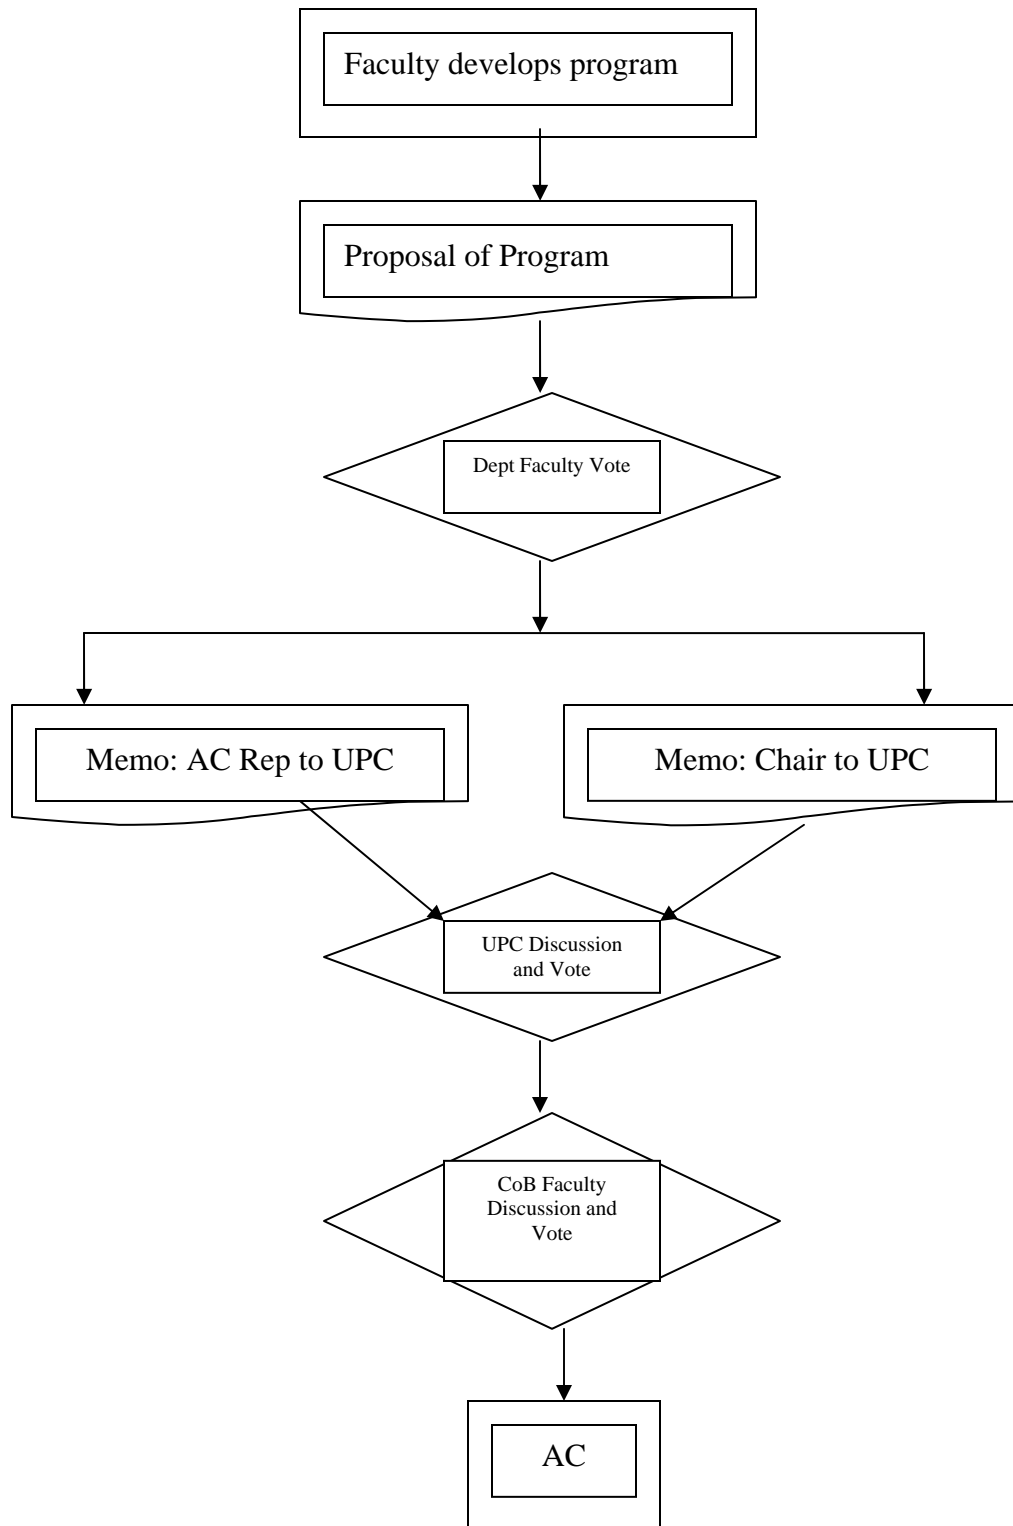 Faculty develops program
Proposal of Program
Dept Faculty Vote
Memo: AC Rep to UPC
Memo: Chair to UPC
UPC Discussion
and Vote
CoB Faculty
Discussion and
Vote
AC